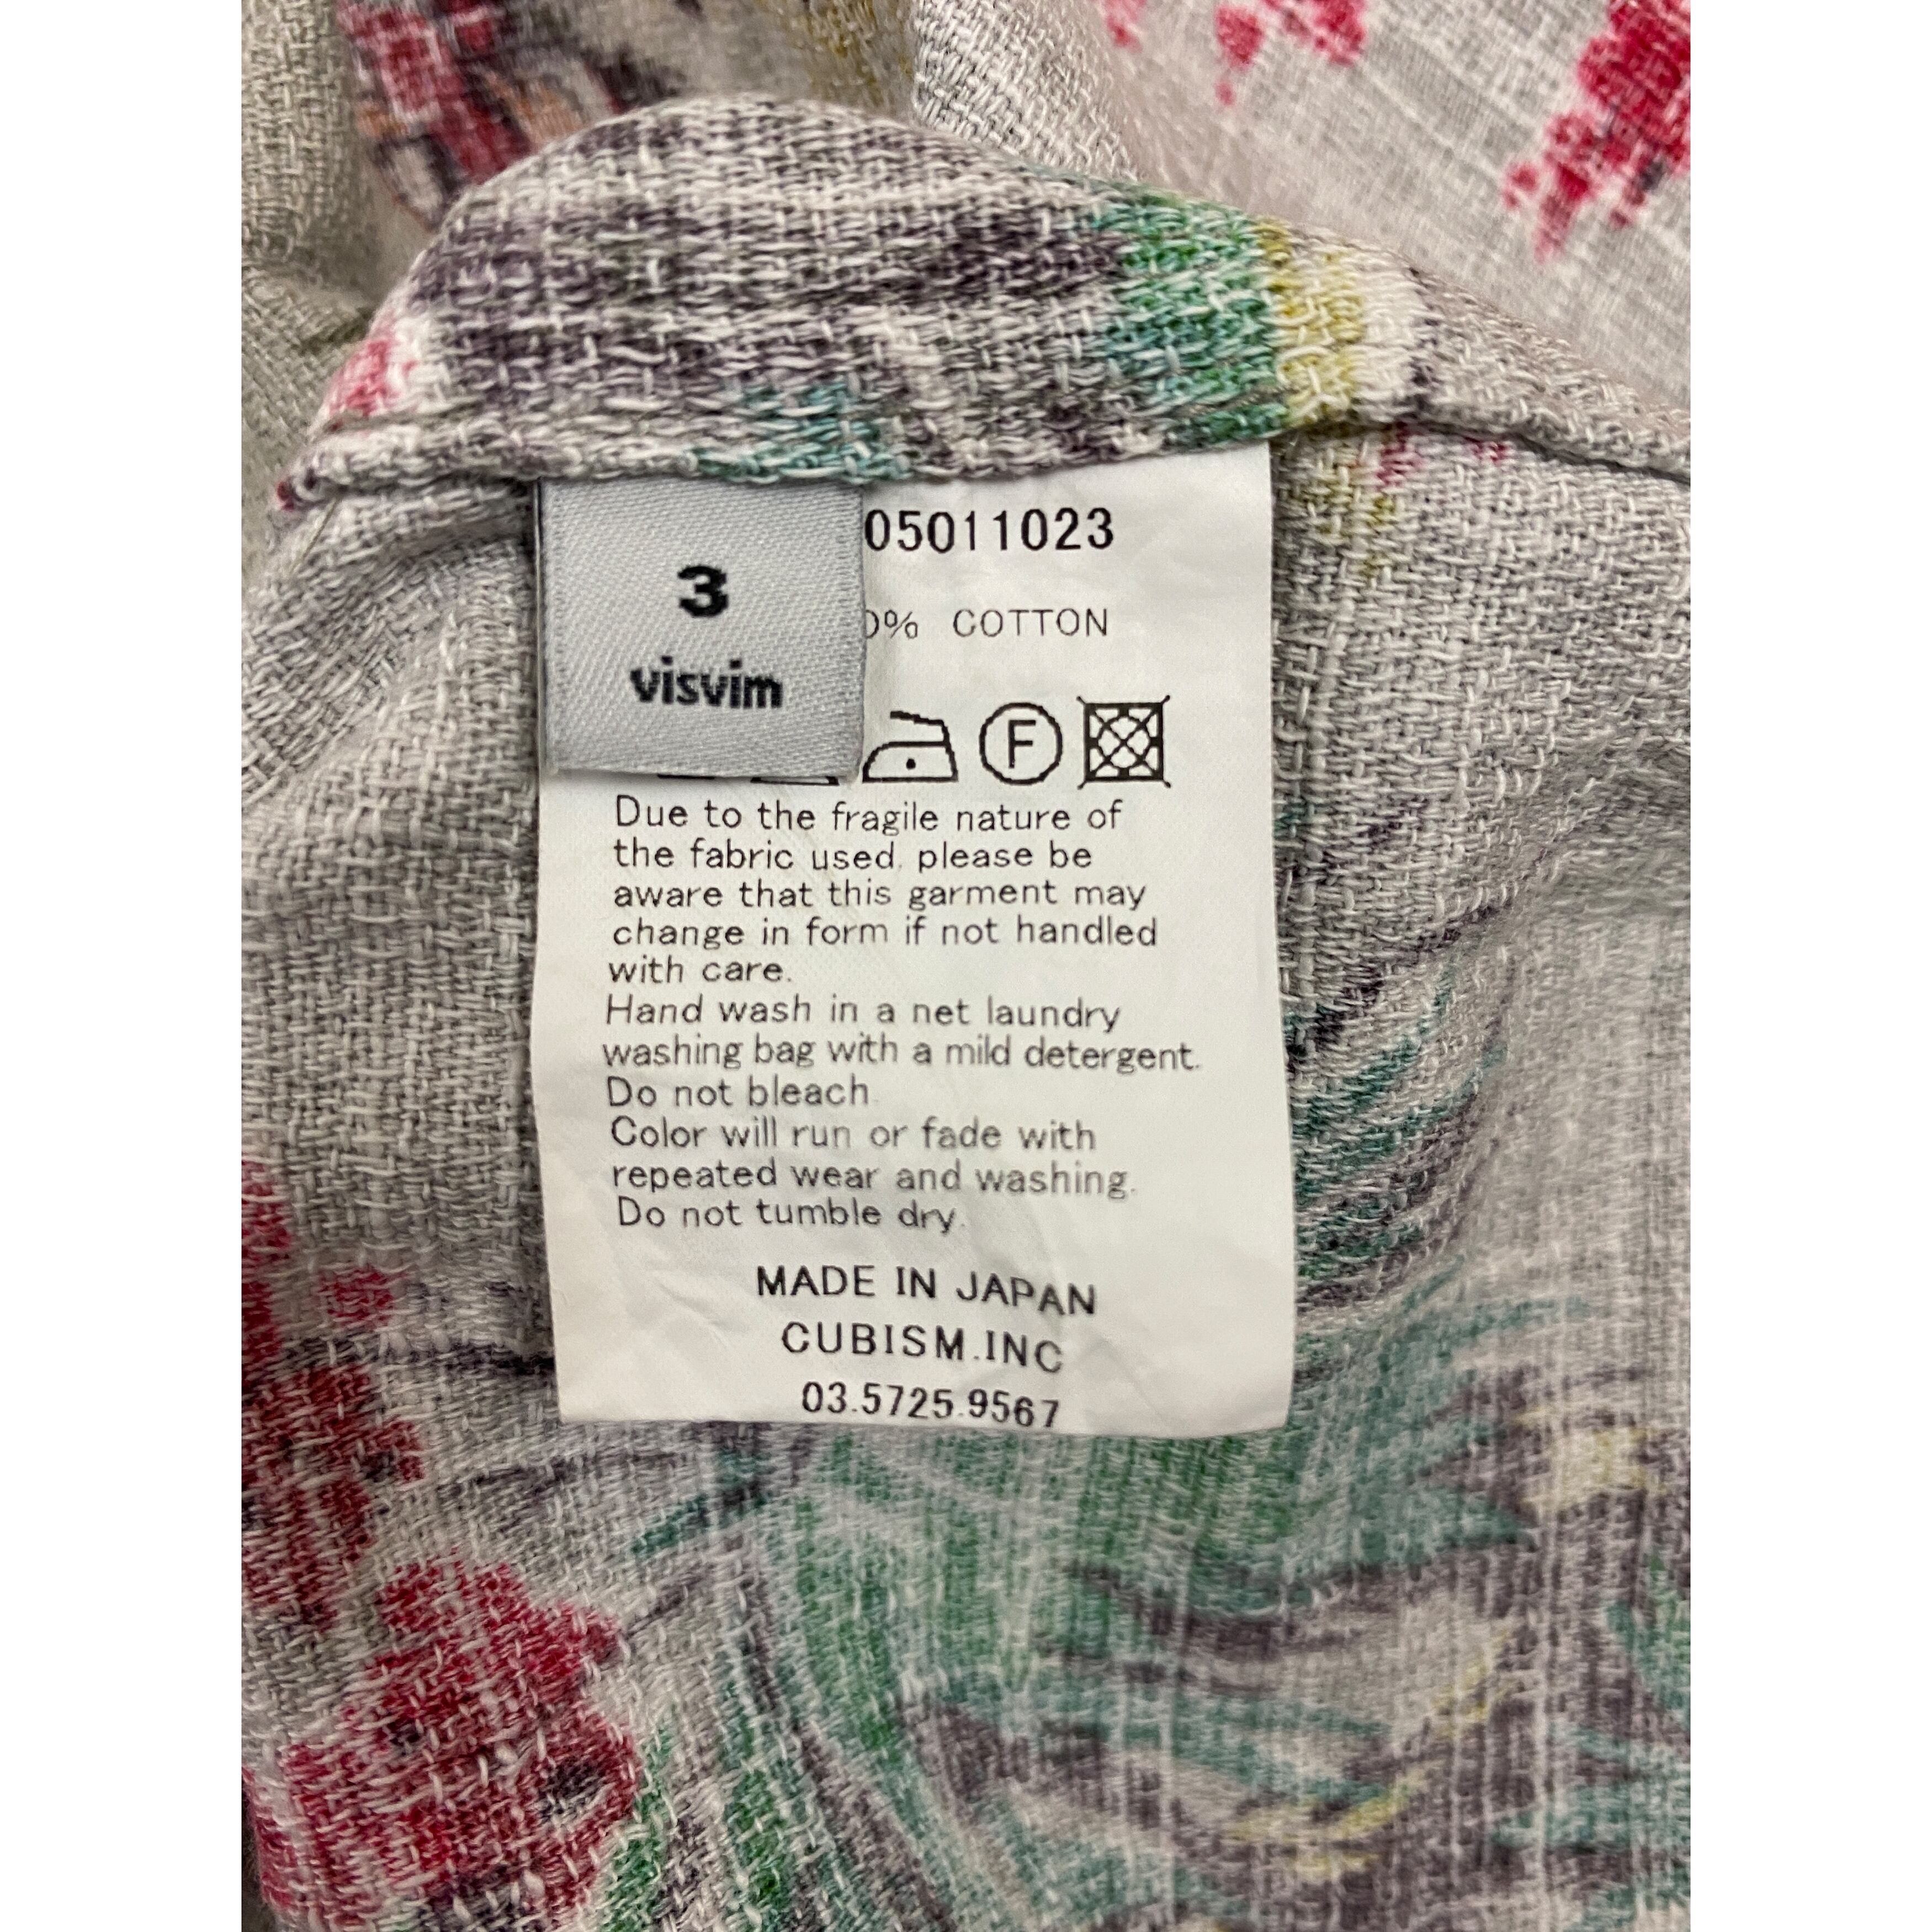 05011023
3
% COTTON
visvim
F
Due to the fragile nature of
the fabric used, please be
aware that this garment may
change in form if not handled
with care.
Hand wash in a net laundry
washing bag with a mild detergent.
Do not bleach.
Color will run or fade with
repeated wear and washing.
Do not tumble dry.
MADE IN JAPAN
CUBISM.INC
03.5725.9567